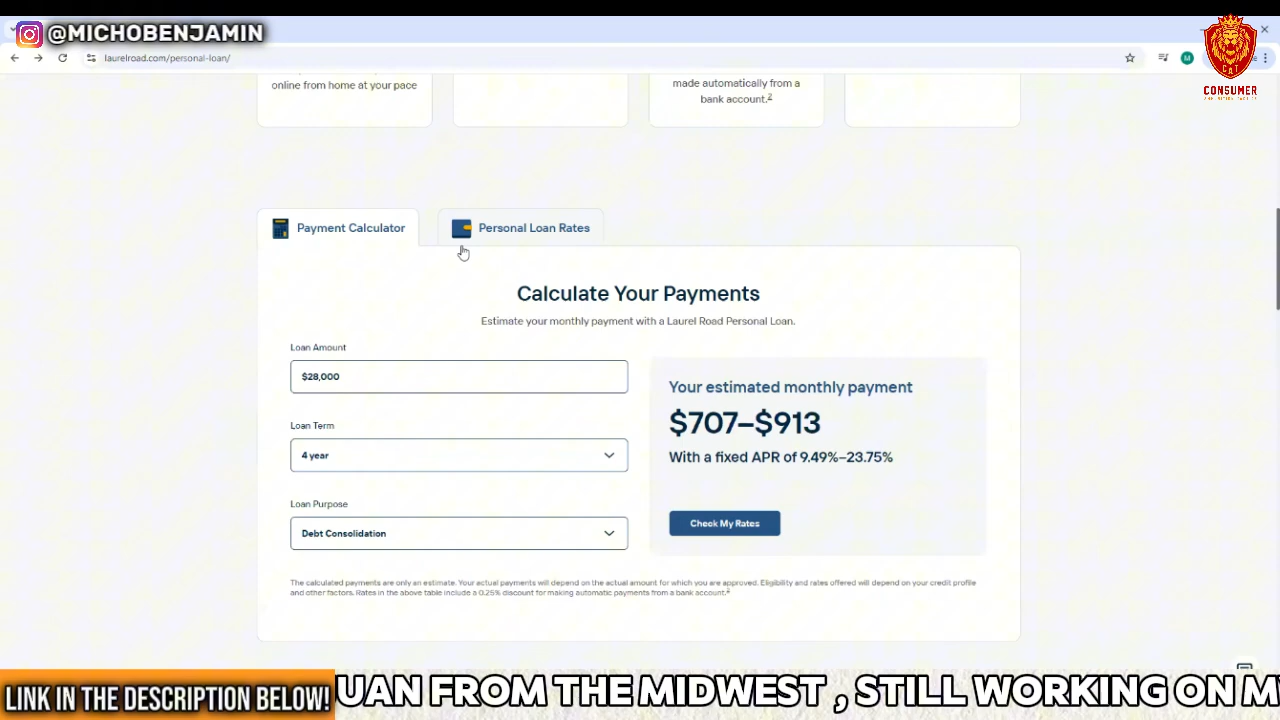 @MICHOBENJAMIN
laurelroad.com/personal-loan/
M
CAT
CONSUMER
online from home at your pace
made automatically from a
bank account.2
Payment Calculator
Personal Loan Rates
Calculate Your Payments
Estimate your monthly payment with a Laurel Road Personal Loan.
Loan Amount
$28,000
Loan Term
4 year
Loan Purpose
Debt Consolidation
Your estimated monthly payment
$707–$913
With a fixed APR of 9.49%–23.75%
Check My Rates
The calculated payments are only an estimate. Your actual payments will depend on the actual amount for which you are approved. Eligibility and rates offered will depend on your credit profile
and other factors. Rates in the above table include a 0.25% discount for making automatic payments from a bank account.2
LINK IN THE DESCRIPTION BELOW!
UAN FROM THE MIDWEST , STILL WORKING ON MY